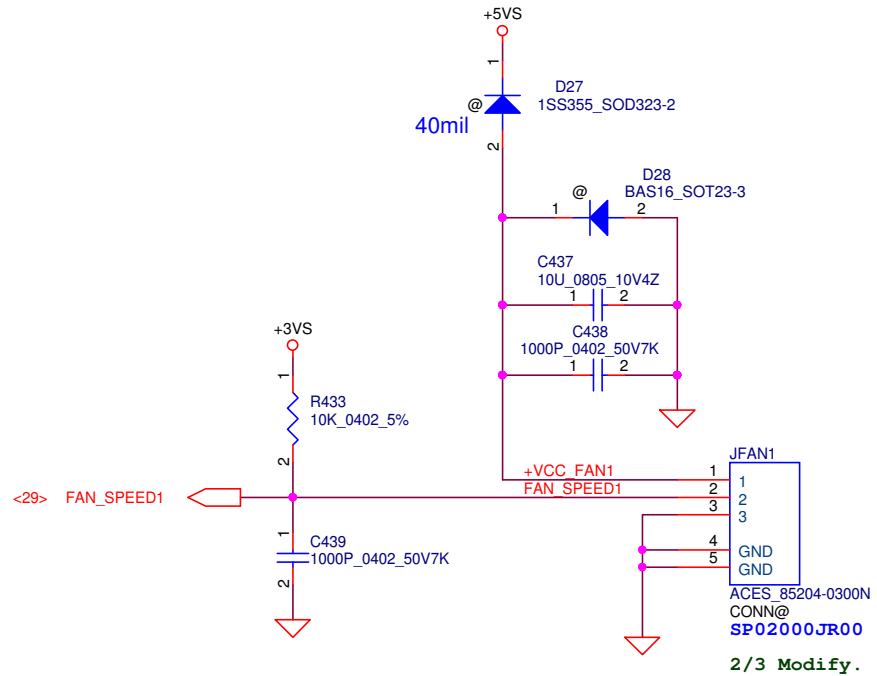 +5VS
1
D27
1SS355_SOD323-2
@
40mil
2
D28
BAS16_SOT23-3
@
1
2
C437
10U_0805_10V4Z
1
2
C438
1000P_0402_50V7K
1
2
+3VS
1
R433
10K_0402_5%
2
JFAN1
+VCC_FAN1
1
1
<29> FAN_SPEED1
FAN_SPEED1
2
2
3
3
1
C439
1000P_0402_50V7K
2
4
GND
5
GND
ACES_85204-0300N
CONN@
SP02000JR00
2/3 Modify.